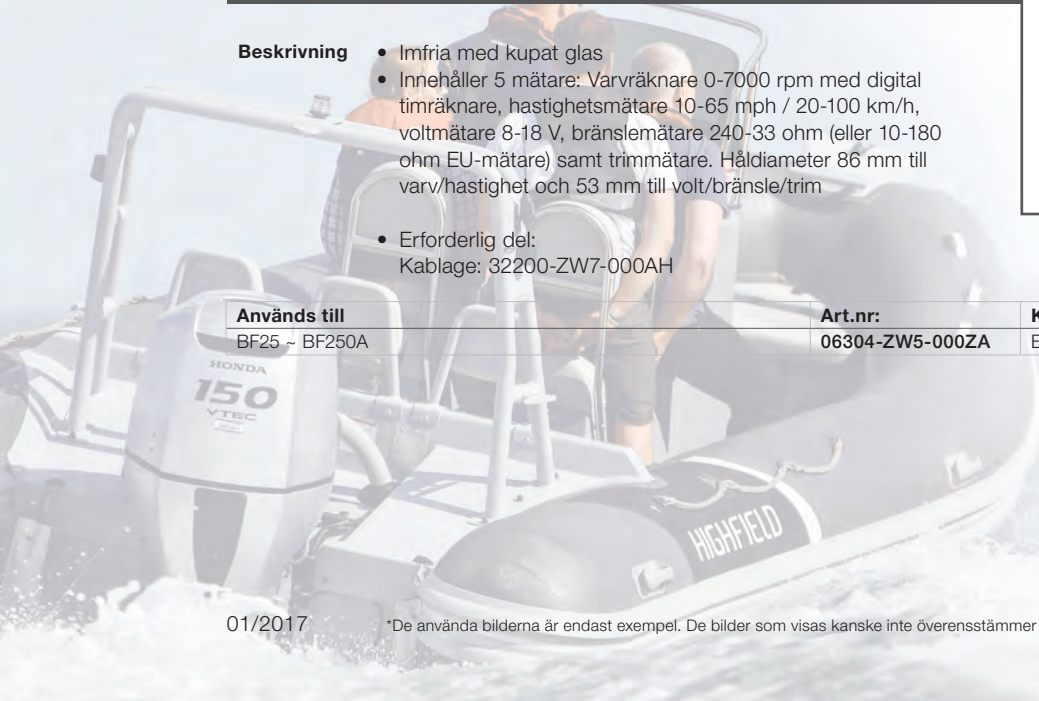 Beskrivning
• Imfria med kupat glas
• Innehåller 5 mätare: Varvräknare 0-7000 rpm med digital
timräknare, hastighetsmätare 10-65 mph / 20-100 km/h,
voltmätare 8-18 V, bränslemätare 240-33 ohm (eller 10-180
ohm EU-mätare) samt trimmätare. Håldiameter 86 mm till
varv/hastighet och 53 mm till volt/bränsle/trim
• Erforderlig del:
Kablage: 32200-ZW7-000AH
Används till Art.nr:
BF25 ~ BF250A 06304-ZW5-000ZA
HONDA
150
VTEC
HIGHFIELD
01/2017
*De använda bilderna är endast exempel. De bilder som visas kanske inte överensstämmer